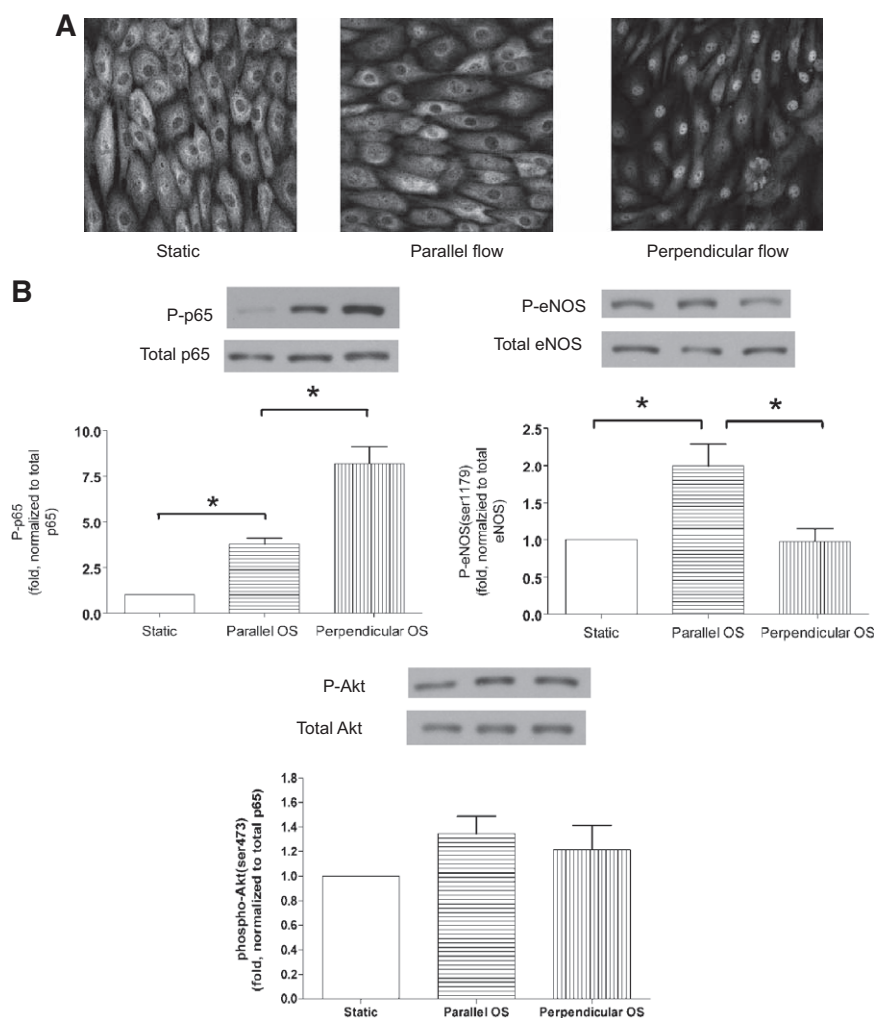 A
Static
Parallel flow
Perpendicular flow
B
P-p65
Total p65
*
*
10.0
7.5
5.0
2.5
0.0
P-p65
(fold, normalized to total
p65)
Static
Parallel OS
Perpendicular OS
P-eNOS
Total eNOS
*
*
2.5
2.0
1.5
1.0
0.5
0.0
P-eNOS(ser1179)
(fold, normalzied to total
eNOS)
Static
Parallel OS
Perpendicular OS
P-Akt
Total Akt
1.8
1.6
1.4
1.2
1.0
0.8
0.6
0.4
0.2
0.0
phospho-Akt(ser473)
(fold, normalized to total p65)
Static
Parallel OS
Perpendicular OS